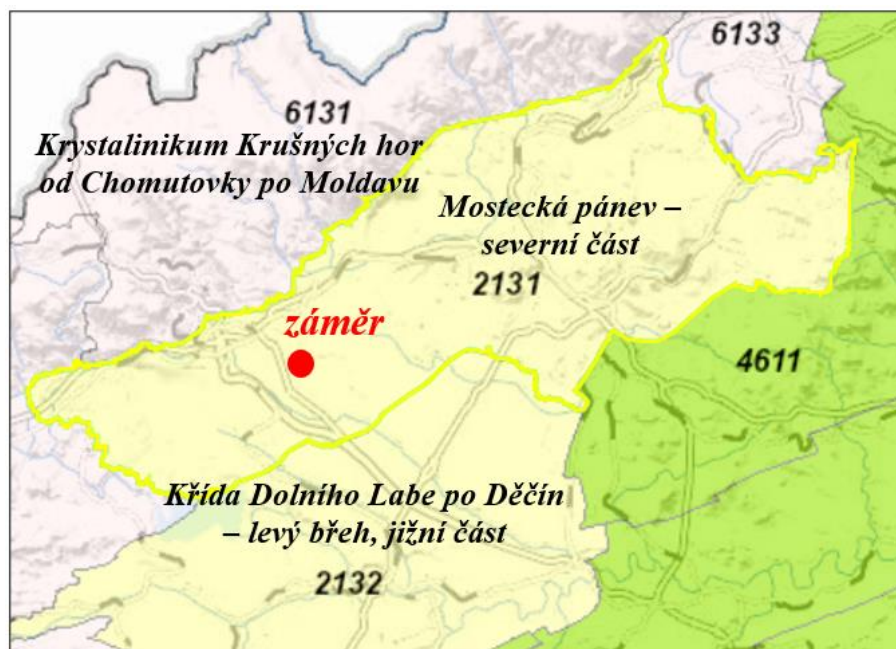 6133
6131
Krystalinikum Krušných hor
od Chomutovky po Moldavu
Mostecká pánev –
severní část
2131
záměr
4611
Křída Dolního Labe po Děčín
– levý břeh, jižní část
2132